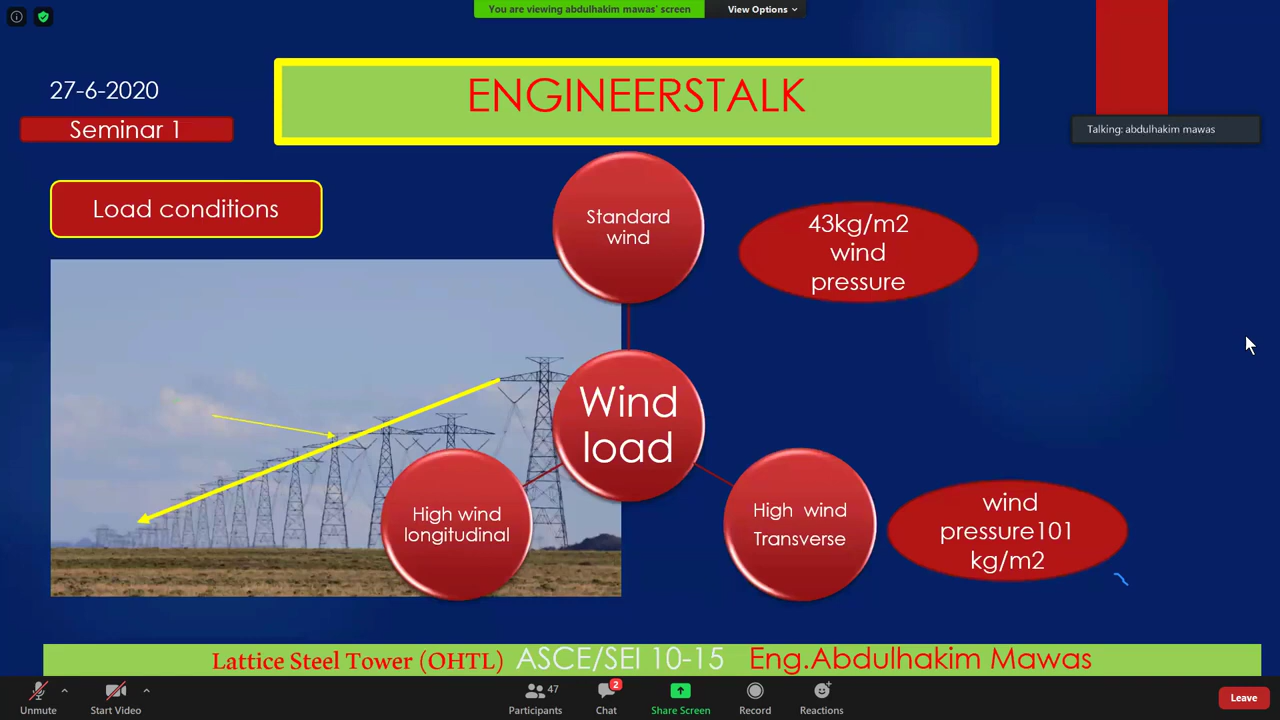 You are viewing abdulhakim mawas' screen
View Options
27-6-2020
Seminar 1
ENGINEERSTALK
Talking: abdulhakim mawas
Load conditions
Standard
wind
43kg/m2
wind
pressure
Wind
load
High wind
longitudinal
High wind
Transverse
wind
pressure101
kg/m2
Lattice Steel Tower (OHTL) ASCE/SEI 10-15 Eng.Abdulhakim Mawas
Unmute
Start Video
47
Participants
2
Chat
Share Screen
Record
Reactions
Leave